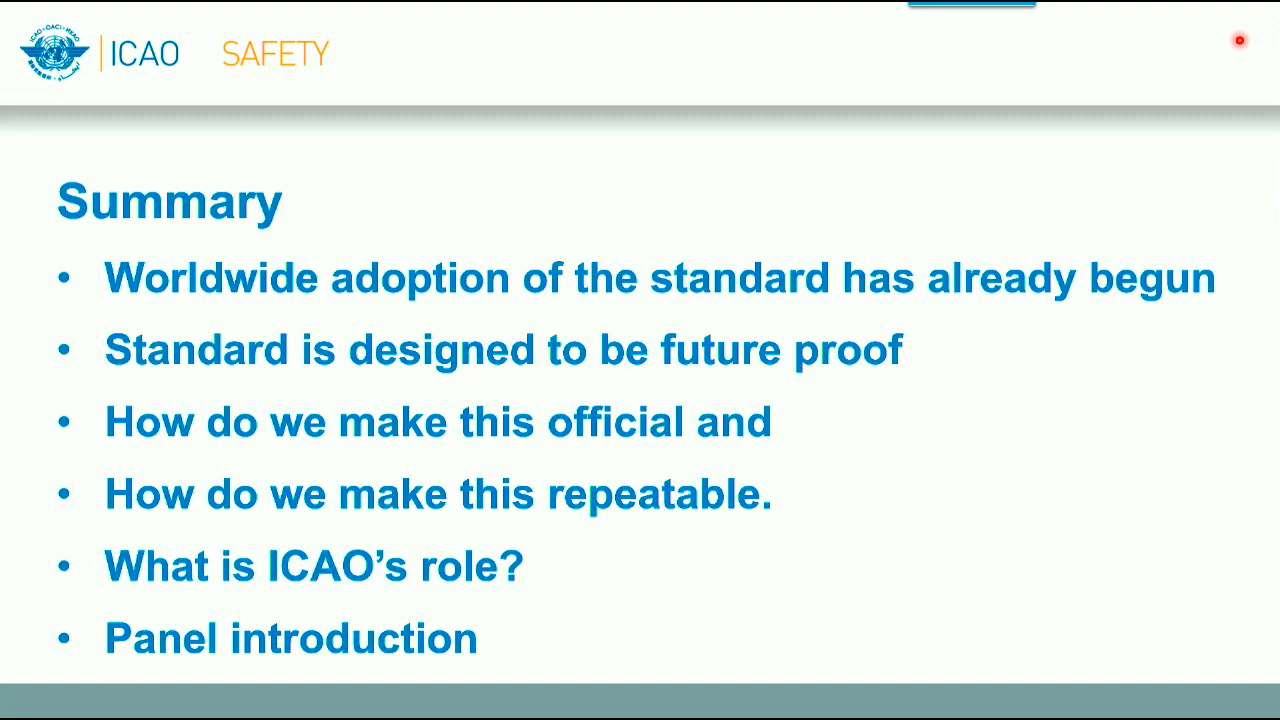 ICAO SAFETY
Summary
• Worldwide adoption of the standard has already begun
• Standard is designed to be future proof
• How do we make this official and
• How do we make this repeatable.
• What is ICAO’s role?
• Panel introduction